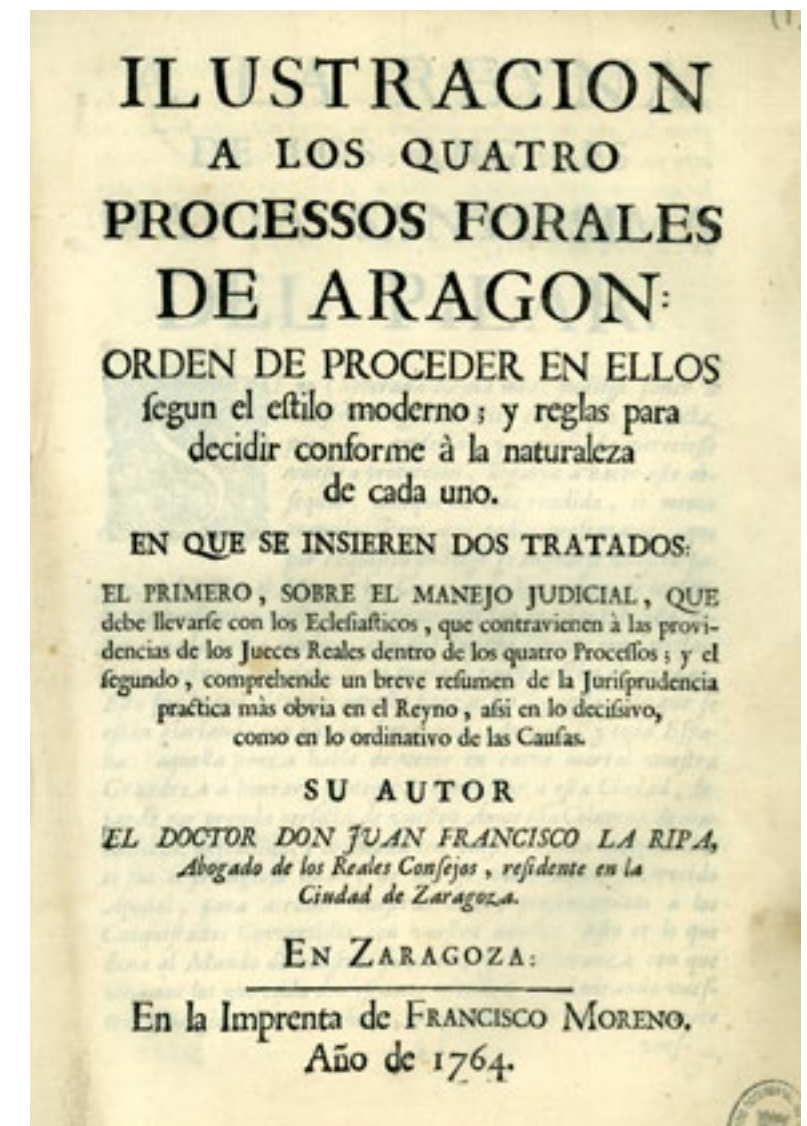 ILUSTRACION
A LOS QUATRO
PROCESSOS FORALES
DE ARAGON:
ORDEN DE PROCEDER EN ELLOS
ſegun el eſtilo moderno; y reglas para
decidir conforme à la naturaleza
de cada uno.
EN QUE SE INSIEREN DOS TRATADOS:
EL PRIMERO, SOBRE EL MANEJO JUDICIAL, QUE
debe llevarſe con los Ecleſiaſticos, que contravienen à las provi-
dencias de los Jueces Reales dentro de los quatro Proceſſos; y el
ſegundo, comprehende un breve reſumen de la Juriſprudencia
practica màs obvia en el Reyno, aſsi en lo deciſsivo,
como en lo ordinativo de las Cauſas.
SU AUTOR
EL DOCTOR DON JUAN FRANCISCO LA RIPA,
Abogado de los Reales Conſejos, reſidente en la
Ciudad de Zaragoza.
EN ZARAGOZA:
En la Imprenta de FRANCISCO MORENO.
Año de 1764.